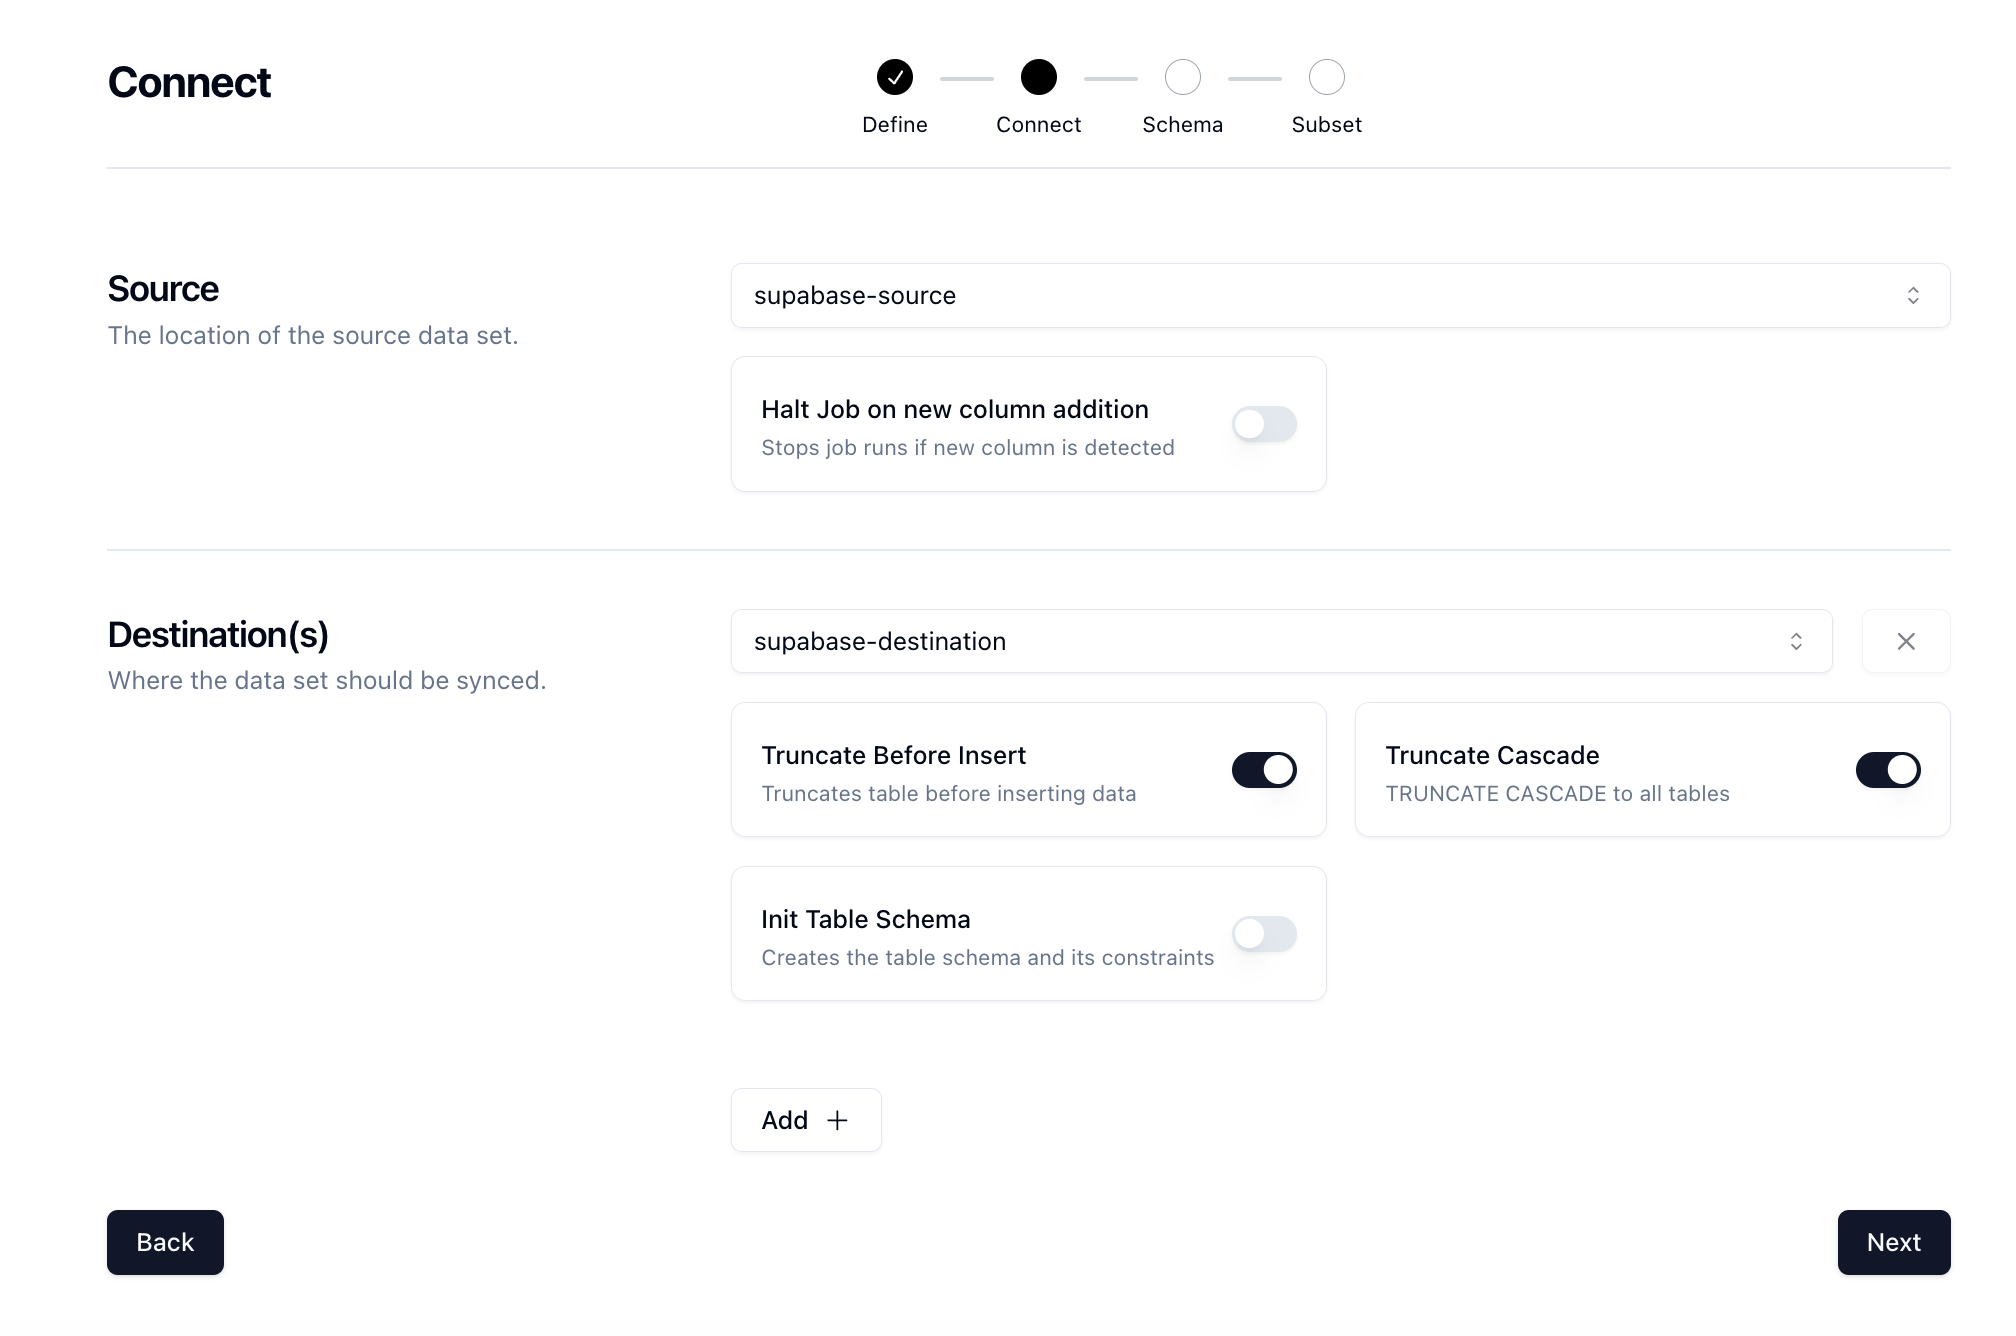 Connect
Define
Connect
Schema
Subset
Source
The location of the source data set.
supabase-source
Halt Job on new column addition
Stops job runs if new column is detected
Destination(s)
Where the data set should be synced.
supabase-destination
Truncate Before Insert
Truncates table before inserting data
Truncate Cascade
TRUNCATE CASCADE to all tables
Init Table Schema
Creates the table schema and its constraints
Add
Back
Next